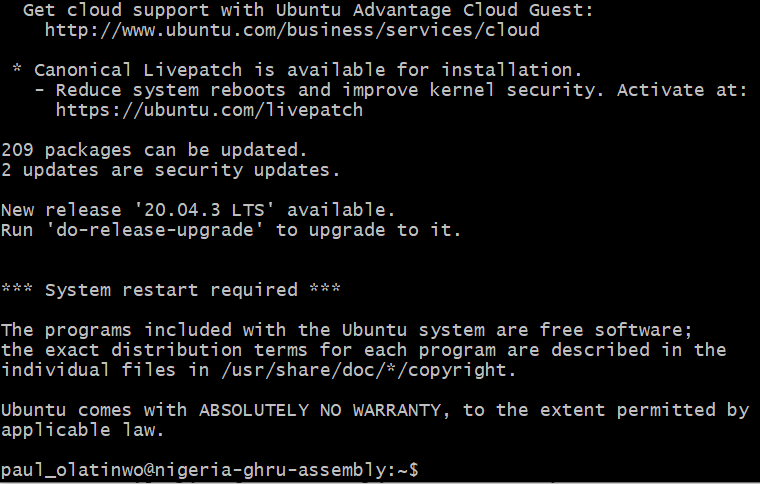 Get cloud support with Ubuntu Advantage Cloud Guest:
http://www.ubuntu.com/business/services/cloud
* Canonical Livepatch is available for installation.
- Reduce system reboots and improve kernel security. Activate at:
https://ubuntu.com/livepatch
209 packages can be updated.
2 updates are security updates.
New release '20.04.3 LTS' available.
Run 'do-release-upgrade' to upgrade to it.
*** System restart required ***
The programs included with the Ubuntu system are free software;
the exact distribution terms for each program are described in the
individual files in /usr/share/doc/*/copyright.
Ubuntu comes with ABSOLUTELY NO WARRANTY, to the extent permitted by
applicable law.
paul_olatinwo@nigeria-ghru-assembly:~$